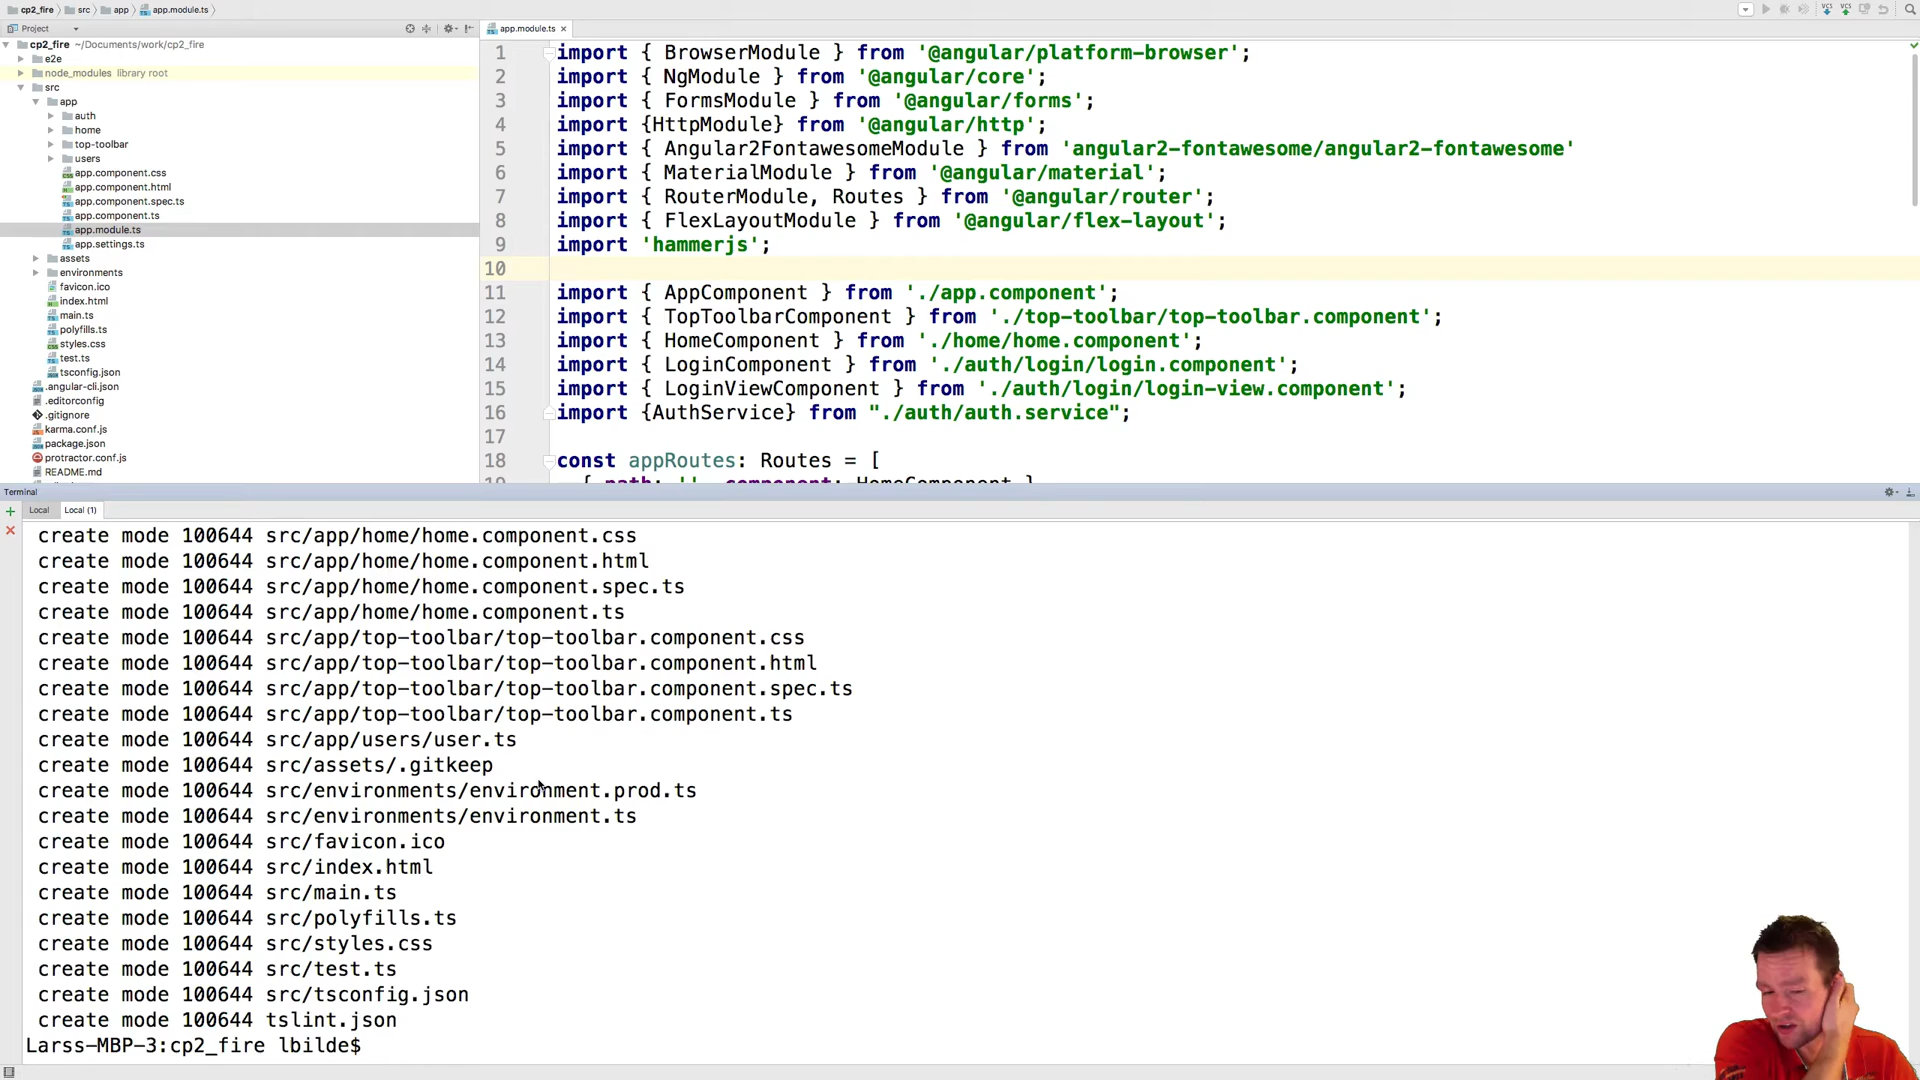 cp2_fire src app app.module.ts
Project
app.module.ts
cp2_fire ~/Documents/work/cp2_fire
e2e
node_modules library root
src
app
auth
home
top-toolbar
users
app.component.css
app.component.html
app.component.spec.ts
app.component.ts
app.module.ts
app.settings.ts
assets
environments
favicon.ico
index.html
main.ts
polyfills.ts
styles.css
test.ts
tsconfig.json
.angular-cli.json
.editorconfig
.gitignore
karma.conf.js
package.json
protractor.conf.js
README.md
1 import { BrowserModule } from '@angular/platform-browser';
2 import { NgModule } from '@angular/core';
3 import { FormsModule } from '@angular/forms';
4 import {HttpModule} from '@angular/http';
5 import { Angular2FontawesomeModule } from 'angular2-fontawesome/angular2-fontawesome'
6 import { MaterialModule } from '@angular/material';
7 import { RouterModule, Routes } from '@angular/router';
8 import { FlexLayoutModule } from '@angular/flex-layout';
9 import 'hammerjs';
10
11 import { AppComponent } from './app.component';
12 import { TopToolbarComponent } from './top-toolbar/top-toolbar.component';
13 import { HomeComponent } from './home/home.component';
14 import { LoginComponent } from './auth/login/login.component';
15 import { LoginViewComponent } from './auth/login/login-view.component';
16 import {AuthService} from "./auth/auth.service";
17
18 const appRoutes: Routes = [
19 { path: '', component: HomeComponent }
Terminal
Local Local (1)
create mode 100644 src/app/home/home.component.css
create mode 100644 src/app/home/home.component.html
create mode 100644 src/app/home/home.component.spec.ts
create mode 100644 src/app/home/home.component.ts
create mode 100644 src/app/top-toolbar/top-toolbar.component.css
create mode 100644 src/app/top-toolbar/top-toolbar.component.html
create mode 100644 src/app/top-toolbar/top-toolbar.component.spec.ts
create mode 100644 src/app/top-toolbar/top-toolbar.component.ts
create mode 100644 src/app/users/user.ts
create mode 100644 src/assets/.gitkeep
create mode 100644 src/environments/environment.prod.ts
create mode 100644 src/environments/environment.ts
create mode 100644 src/favicon.ico
create mode 100644 src/index.html
create mode 100644 src/main.ts
create mode 100644 src/polyfills.ts
create mode 100644 src/styles.css
create mode 100644 src/test.ts
create mode 100644 src/tsconfig.json
create mode 100644 tslint.json
Larss-MBP-3:cp2_fire lbilde$